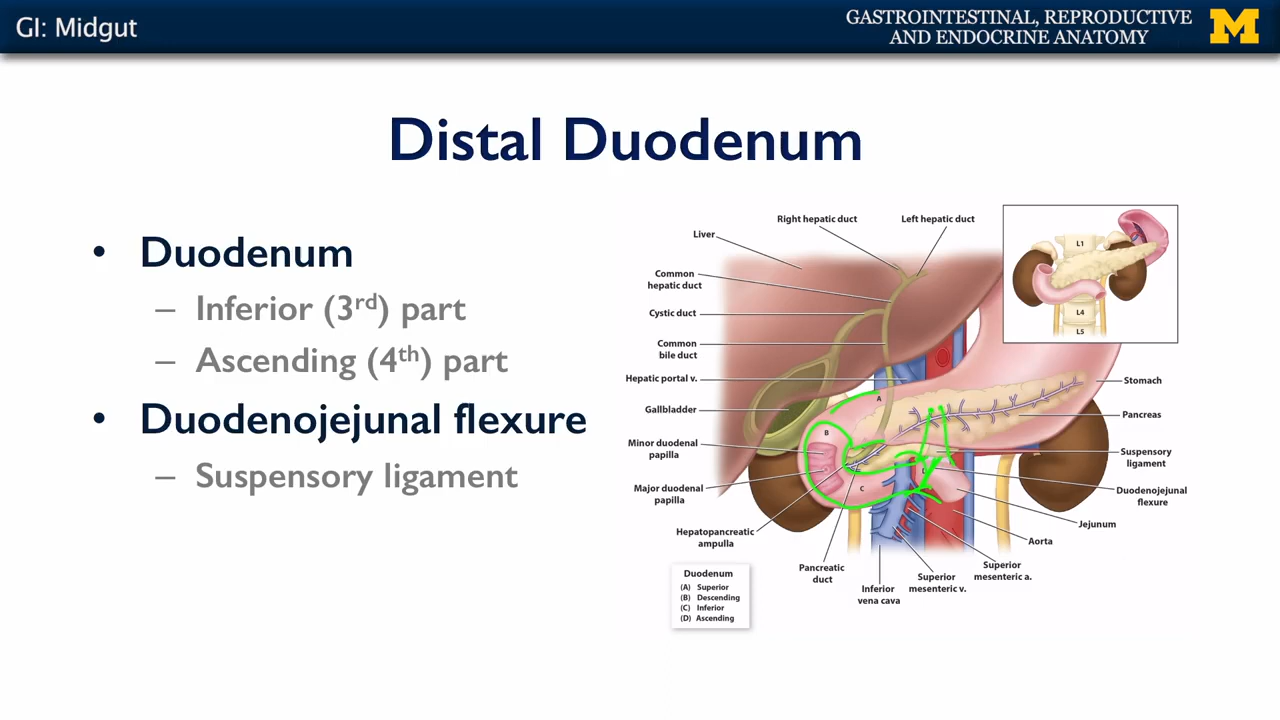 GI: Midgut
GASTROINTESTINAL, REPRODUCTIVE
AND ENDOCRINE ANATOMY
M
Distal Duodenum
• Duodenum
– Inferior (3rd) part
– Ascending (4th) part
• Duodenojejunal flexure
– Suspensory ligament
Right hepatic duct
Left hepatic duct
Liver
Common
hepatic duct
Cystic duct
Common
bile duct
Hepatic portal v.
Gallbladder
Minor duodenal
papilla
Major duodenal
papilla
Hepatopancreatic
ampulla
Pancreatic
duct
Inferior
vena cava
Superior
mesenteric v.
Superior
mesenteric a.
Aorta
Jejunum
Duodenojejunal
flexure
Suspensory
ligament
Pancreas
Stomach
A
B
C
D
L1
L4
L5
Duodenum
(A) Superior
(B) Descending
(C) Inferior
(D) Ascending